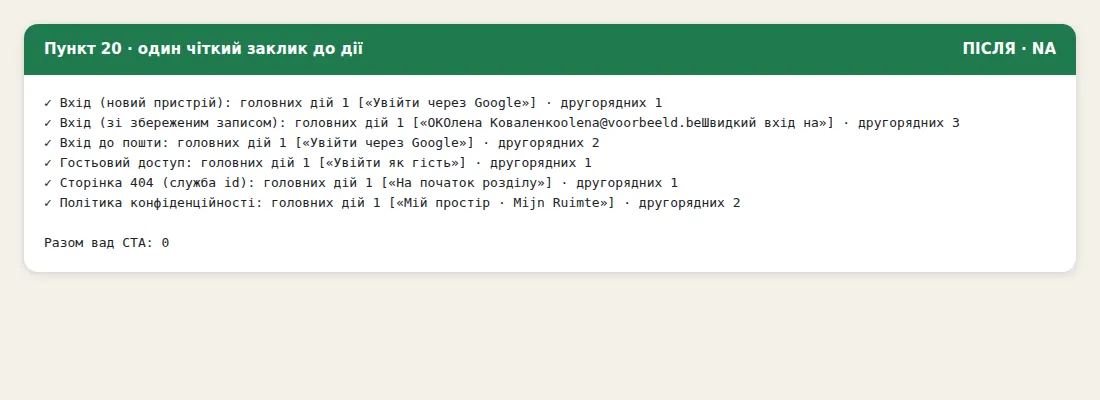 Пункт 20 · один чіткий заклик до дії
ПІСЛЯ · NA
✓ Вхід (новий пристрій): головних дій 1 [«Увійти через Google»] · другорядних 1
✓ Вхід (зі збереженим записом): головних дій 1 [«ОКОлена Коваленкоolena@voorbeeld.beШвидкий вхід на»] · другорядних 3
✓ Вхід до пошти: головних дій 1 [«Увійти через Google»] · другорядних 2
✓ Гостьовий доступ: головних дій 1 [«Увійти як гість»] · другорядних 1
✓ Сторінка 404 (служба id): головних дій 1 [«На початок розділу»] · другорядних 1
✓ Політика конфіденційності: головних дій 1 [«Мій простір · Mijn Ruimte»] · другорядних 2
Разом вад CTA: 0